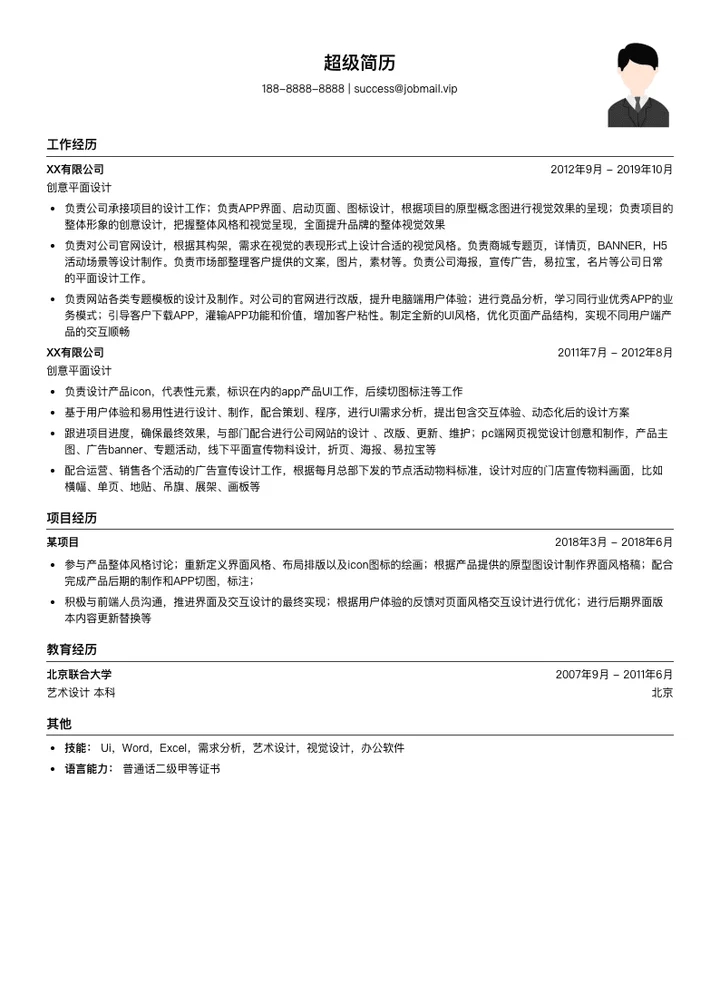 超级简历
188-8888-8888 | success@jobmail.vip
工作经历
XX有限公司 2012年9月 – 2019年10月
创意平面设计
• 负责公司承接项目的设计工作；负责APP界面、启动页面、图标设计，根据项目的原型概念图进行视觉效果的呈现；负责项目的
整体形象的创意设计，把握整体风格和视觉呈现，全面提升品牌的整体视觉效果
• 负责对公司官网设计，根据其构架，需求在视觉的表现形式上设计合适的视觉风格。负责商城专题页，详情页，BANNER，H5
活动场景等设计制作。负责市场部整理客户提供的文案，图片，素材等。负责公司海报，宣传广告，易拉宝，名片等公司日常
的平面设计工作。
• 负责网站各类专题模板的设计及制作。对公司的官网进行改版，提升电脑端用户体验；进行竞品分析，学习同行业优秀APP的业
务模式；引导客户下载APP，灌输APP功能和价值，增加客户粘性。制定全新的UI风格，优化页面产品结构，实现不同用户端产
品的交互顺畅
XX有限公司 2011年7月 – 2012年8月
创意平面设计
• 负责设计产品icon，代表性元素，标识在内的app产品UI工作，后续切图标注等工作
• 基于用户体验和易用性进行设计、制作，配合策划、程序，进行UI需求分析，提出包含交互体验、动态化后的设计方案
• 跟进项目进度，确保最终效果，与部门配合进行公司网站的设计 、改版、更新、维护；pc端网页视觉设计创意和制作，产品主
图、广告banner、专题活动，线下平面宣传物料设计，折页、海报、易拉宝等
• 配合运营、销售各个活动的广告宣传设计工作，根据每月总部下发的节点活动物料标准，设计对应的门店宣传物料画面，比如
横幅、单页、地贴、吊旗、展架、画板等
项目经历
某项目 2018年3月 – 2018年6月
• 参与产品整体风格讨论；重新定义界面风格、布局排版以及icon图标的绘画；根据产品提供的原型图设计制作界面风格稿；配合
完成产品后期的制作和APP切图，标注；
• 积极与前端人员沟通，推进界面及交互设计的最终实现；根据用户体验的反馈对页面风格交互设计进行优化；进行后期界面版
本内容更新替换等
教育经历
北京联合大学 2007年9月 – 2011年6月
艺术设计 本科 北京
其他
• 技能： Ui，Word，Excel，需求分析，艺术设计，视觉设计，办公软件
• 语言能力： 普通话二级甲等证书